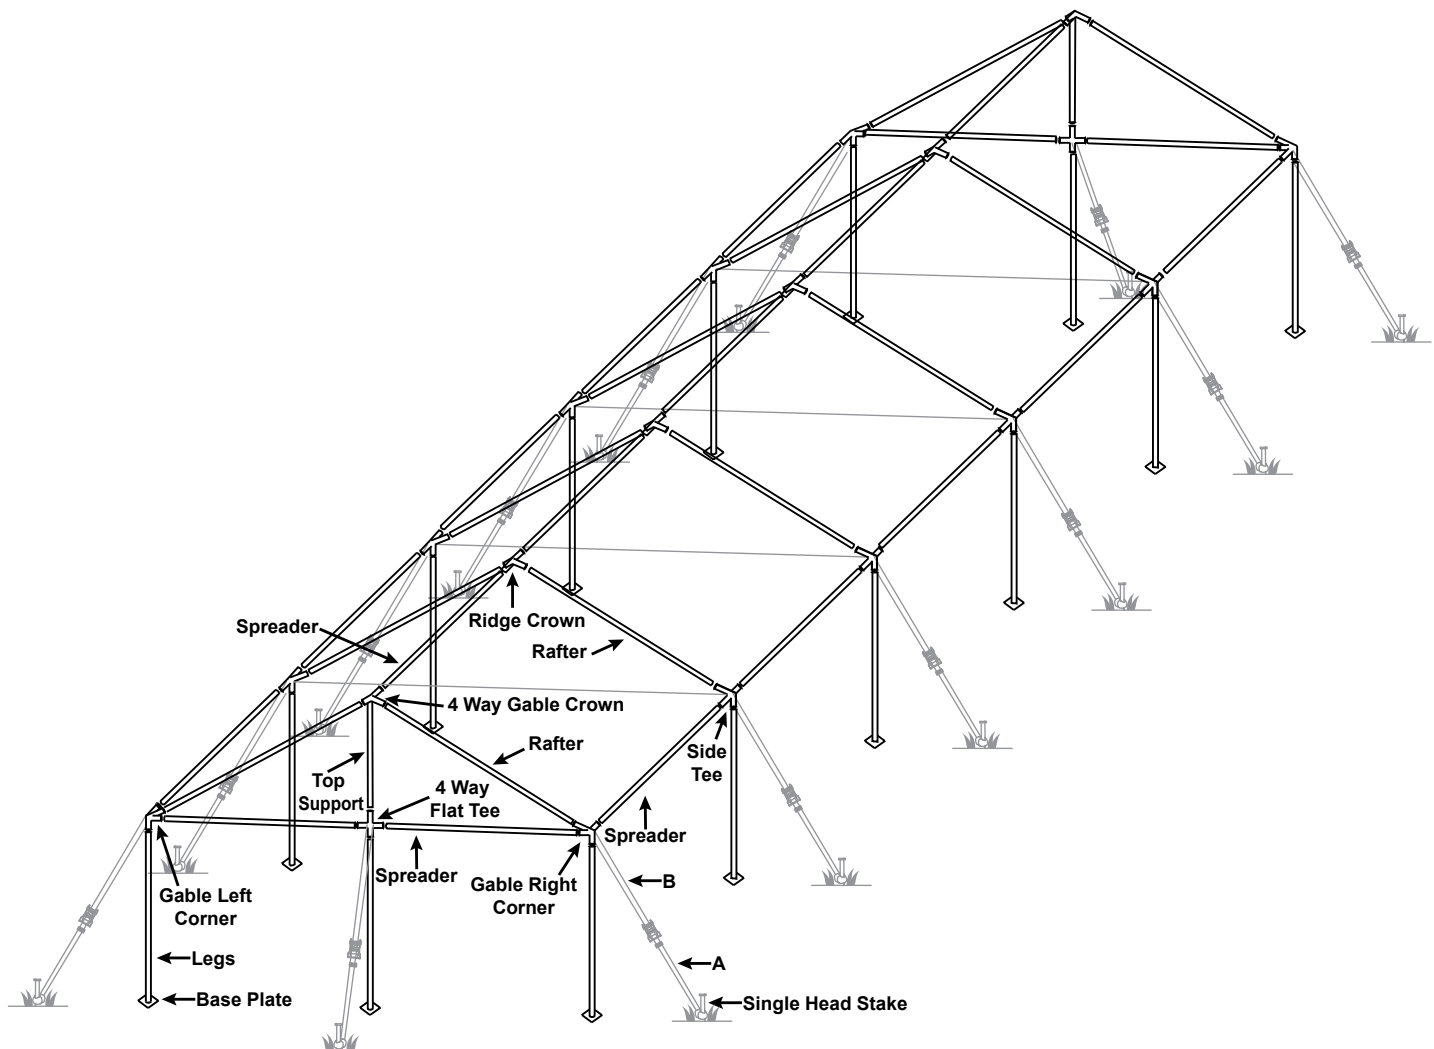 Spreader
Ridge Crown
Rafter
4 Way Gable Crown
Rafter
Side
Tee
Top
Support
4 Way
Flat Tee
Spreader
Spreader
Gable Right
Corner
B
Gable Left
Corner
Legs
A
Base Plate
Single Head Stake